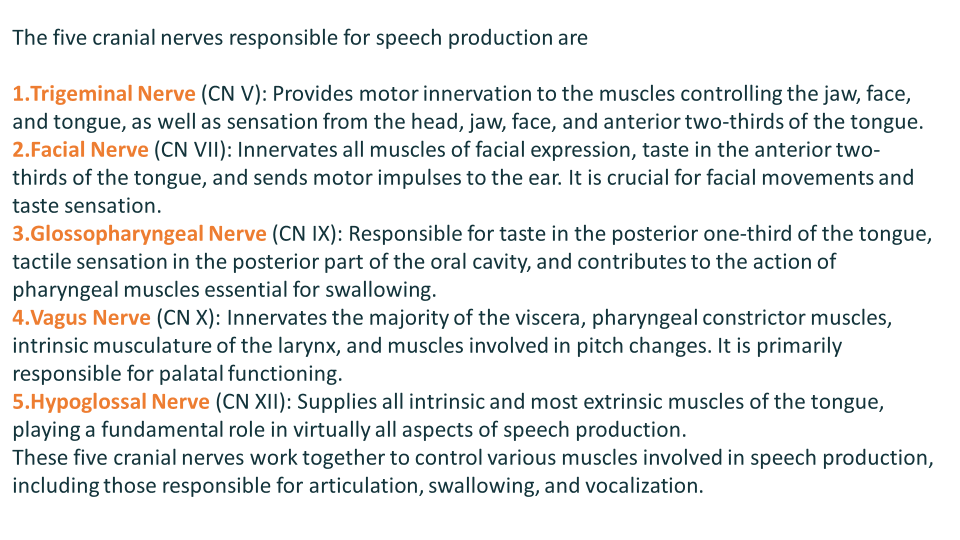 The five cranial nerves responsible for speech production are
1.Trigeminal Nerve (CN V): Provides motor innervation to the muscles controlling the jaw, face,
and tongue, as well as sensation from the head, jaw, face, and anterior two-thirds of the tongue.
2.Facial Nerve (CN VII): Innervates all muscles of facial expression, taste in the anterior two-
thirds of the tongue, and sends motor impulses to the ear. It is crucial for facial movements and
taste sensation.
3.Glossopharyngeal Nerve (CN IX): Responsible for taste in the posterior one-third of the tongue,
tactile sensation in the posterior part of the oral cavity, and contributes to the action of
pharyngeal muscles essential for swallowing.
4.Vagus Nerve (CN X): Innervates the majority of the viscera, pharyngeal constrictor muscles,
intrinsic musculature of the larynx, and muscles involved in pitch changes. It is primarily
responsible for palatal functioning.
5.Hypoglossal Nerve (CN XII): Supplies all intrinsic and most extrinsic muscles of the tongue,
playing a fundamental role in virtually all aspects of speech production.
These five cranial nerves work together to control various muscles involved in speech production,
including those responsible for articulation, swallowing, and vocalization.